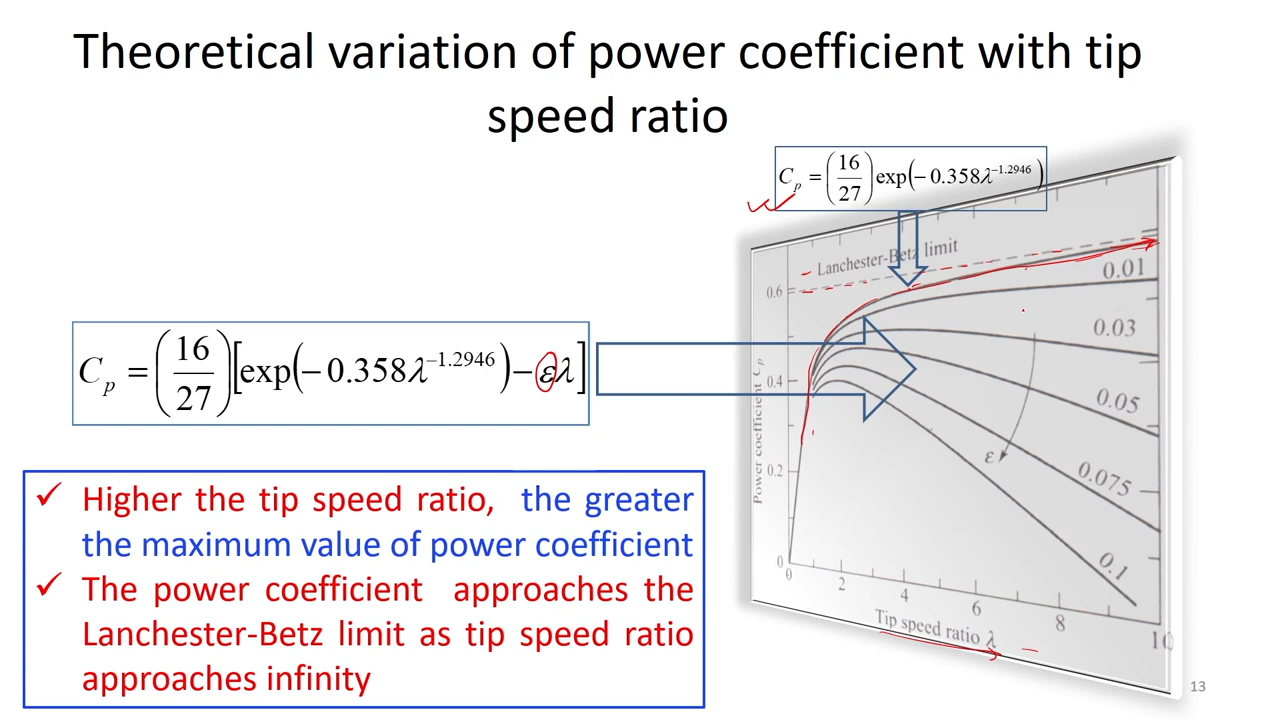 Theoretical variation of power coefficient with tip
speed ratio
C_p = (16/27) exp(−0.358λ^−1.2946)
C_p = (16/27) [exp(−0.358λ^−1.2946) − ελ]
Higher the tip speed ratio, the greater
the maximum value of power coefficient
The power coefficient approaches the
Lanchester-Betz limit as tip speed ratio
approaches infinity
Lanchester-Betz limit
0.6
0.4
0.2
0
Power coefficient C_p
0.01
0.03
0.05
0.075
0.1
ε
0
2
4
6
8
10
Tip speed ratio λ
13